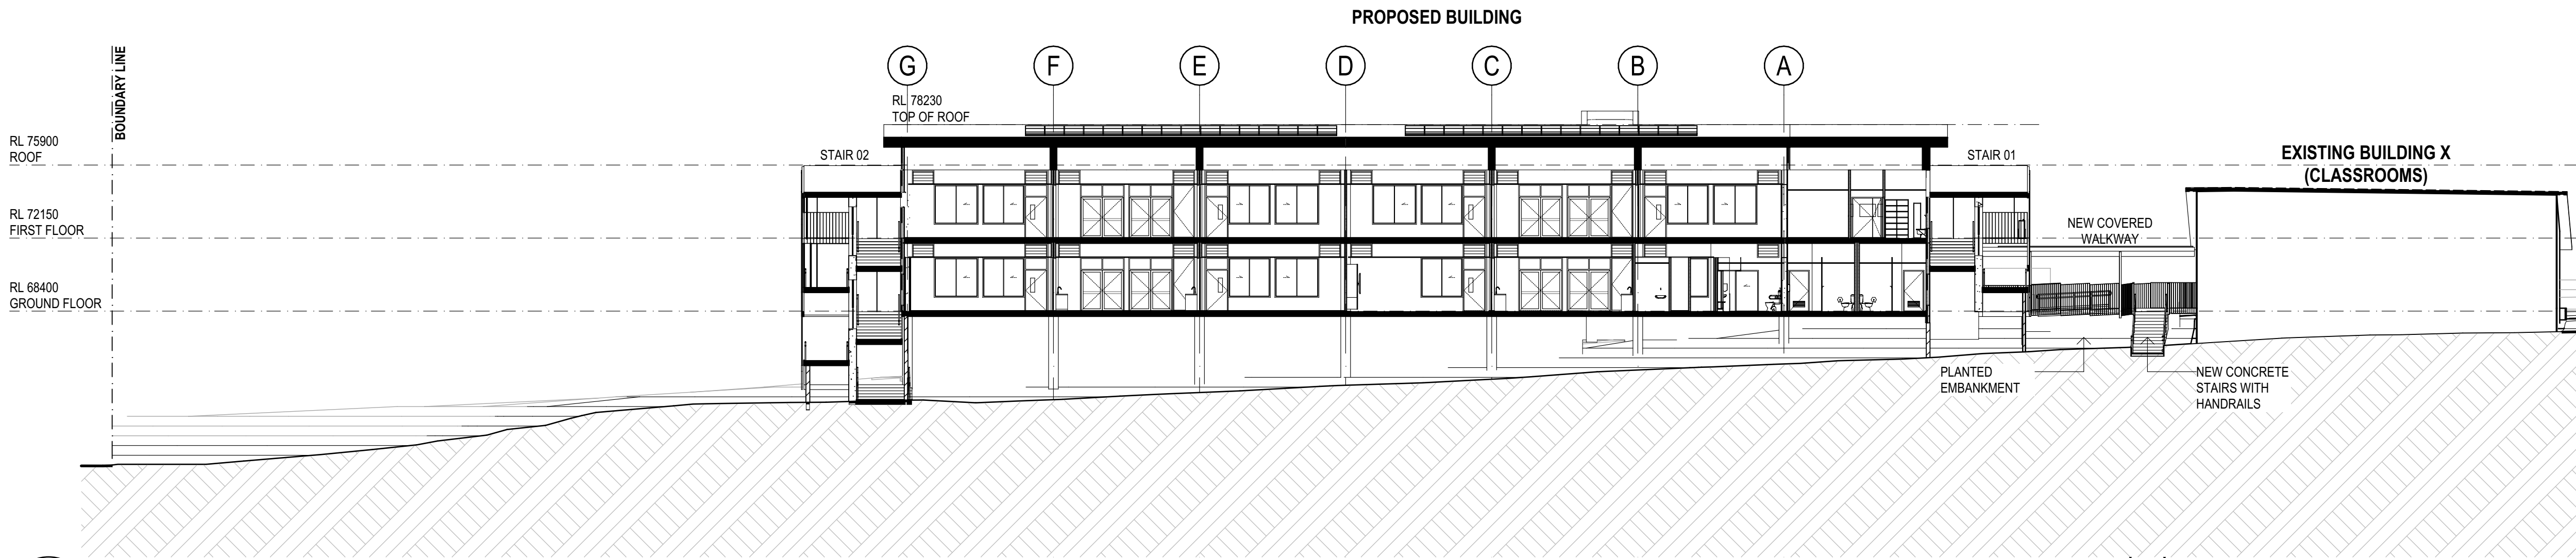 PROPOSED BUILDING
BOUNDARY LINE
G
F
E
D
C
B
A
RL 78230
TOP OF ROOF
RL 75900
ROOF
STAIR 02
STAIR 01
EXISTING BUILDING X
(CLASSROOMS)
RL 72150
FIRST FLOOR
NEW COVERED
WALKWAY
RL 68400
GROUND FLOOR
PLANTED
EMBANKMENT
NEW CONCRETE
STAIRS WITH
HANDRAILS